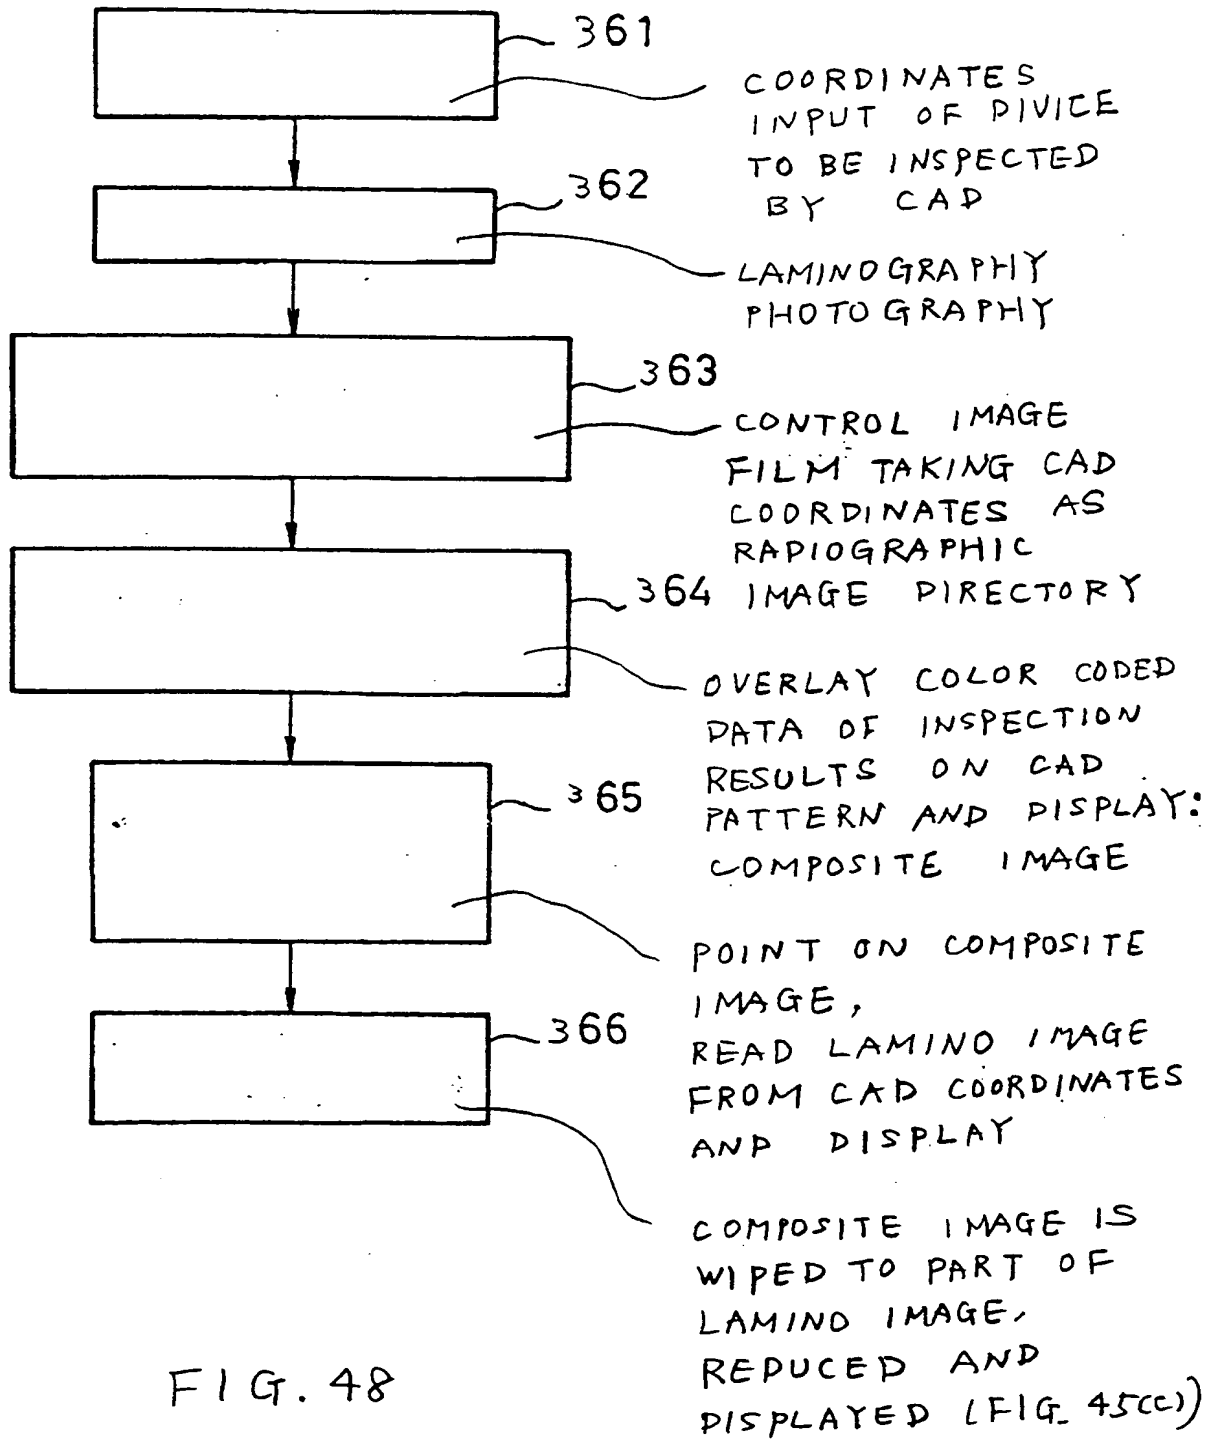 361
COORDINATES
INPUT OF DIVICE
TO BE INSPECTED
BY CAD
362
LAMINOGRAPHY
PHOTOGRAPHY
363
CONTROL IMAGE
FILM TAKING CAD
COORDINATES AS
RADIOGRAPHIC
IMAGE DIRECTORY
364
OVERLAY COLOR CODED
DATA OF INSPECTION
RESULTS ON CAD
PATTERN AND DISPLAY:
COMPOSITE IMAGE
365
POINT ON COMPOSITE
IMAGE,
READ LAMINO IMAGE
FROM CAD COORDINATES
AND DISPLAY
366
COMPOSITE IMAGE IS
WIPED TO PART OF
LAMINO IMAGE,
REDUCED AND
DISPLAYED (FIG. 45(C))
FIG. 48